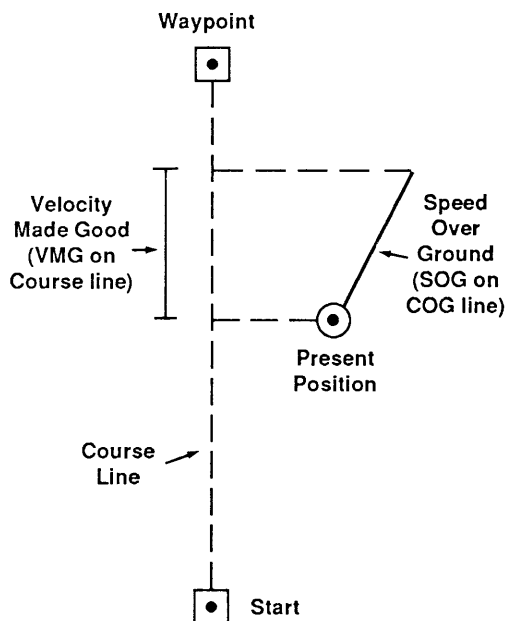 Waypoint
Velocity
Made Good
(VMG on
Course line)
Speed
Over
Ground
(SOG on
COG line)
Present
Position
Course
Line
Start